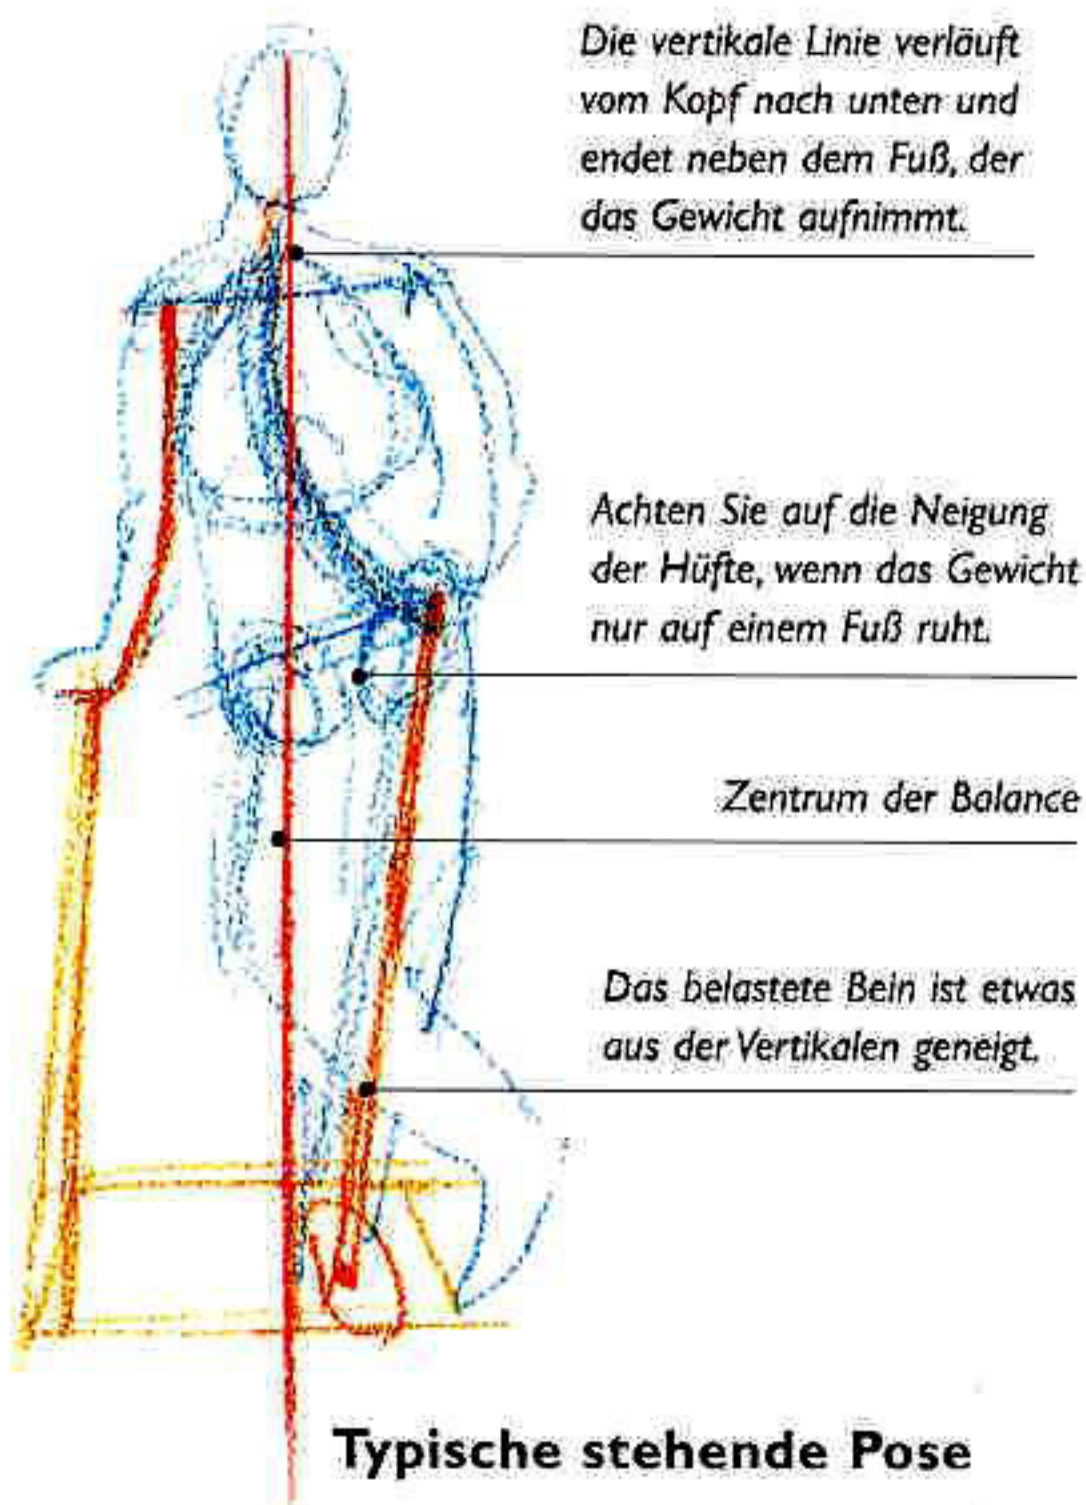 Die vertikale Linie verläuft
vom Kopf nach unten und
endet neben dem Fuß, der
das Gewicht aufnimmt.
Achten Sie auf die Neigung
der Hüfte, wenn das Gewicht
nur auf einem Fuß ruht.
Zentrum der Balance
Das belastete Bein ist etwas
aus der Vertikalen geneigt.
Typische stehende Pose